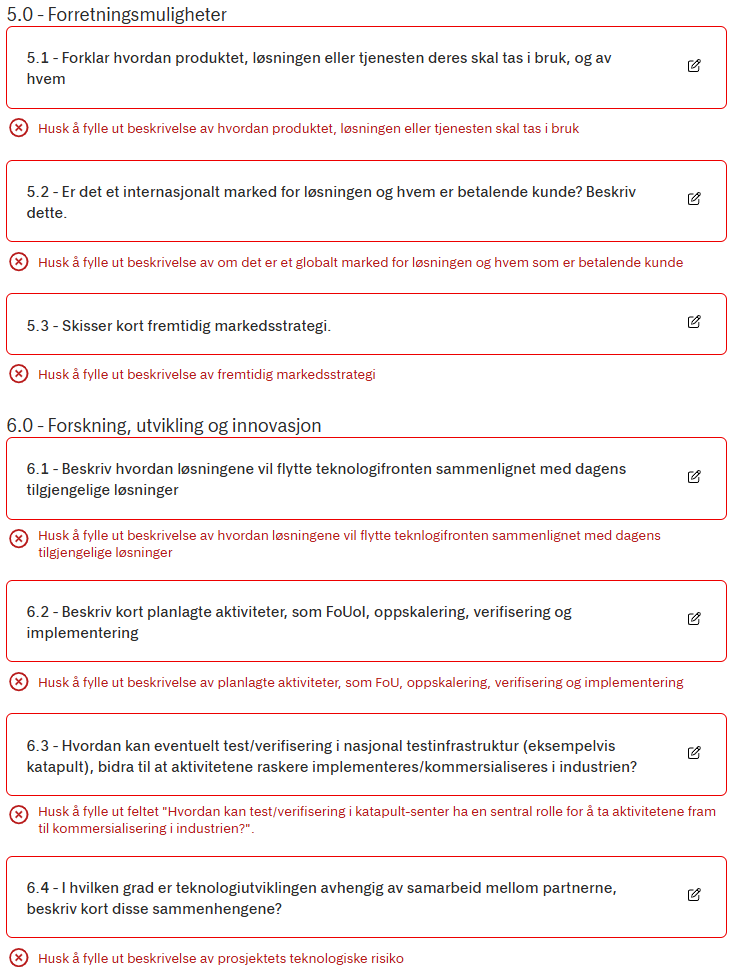 5.0 - Forretningsmuligheter
5.1 - Forklar hvordan produktet, løsningen eller tjenesten deres skal tas i bruk, og av
hvem
Husk å fylle ut beskrivelse av hvordan produktet, løsningen eller tjenesten skal tas i bruk
5.2 - Er det et internasjonalt marked for løsningen og hvem er betalende kunde? Beskriv
dette.
Husk å fylle ut beskrivelse av om det er et globalt marked for løsningen og hvem som er betalende kunde
5.3 - Skisser kort fremtidig markedsstrategi.
Husk å fylle ut beskrivelse av fremtidig markedsstrategi
6.0 - Forskning, utvikling og innovasjon
6.1 - Beskriv hvordan løsningene vil flytte teknologifronten sammenlignet med dagens
tilgjengelige løsninger
Husk å fylle ut beskrivelse av hvordan løsningene vil flytte teknlogifronten sammenlignet med dagens
tilgjengelige løsninger
6.2 - Beskriv kort planlagte aktiviteter, som FoUoI, oppskalering, verifisering og
implementering
Husk å fylle ut beskrivelse av planlagte aktiviteter, som FoU, oppskalering, verifisering og implementering
6.3 - Hvordan kan eventuelt test/verifisering i nasjonal testinfrastruktur (eksempelvis
katapult), bidra til at aktivitetene raskere implementeres/kommersialiseres i industrien?
Husk å fylle ut feltet "Hvordan kan test/verifisering i katapult-senter ha en sentral rolle for å ta aktivitetene fram
til kommersialisering i industrien?".
6.4 - I hvilken grad er teknologiutviklingen avhengig av samarbeid mellom partnerne,
beskriv kort disse sammenhengene?
Husk å fylle ut beskrivelse av prosjektets teknologiske risiko